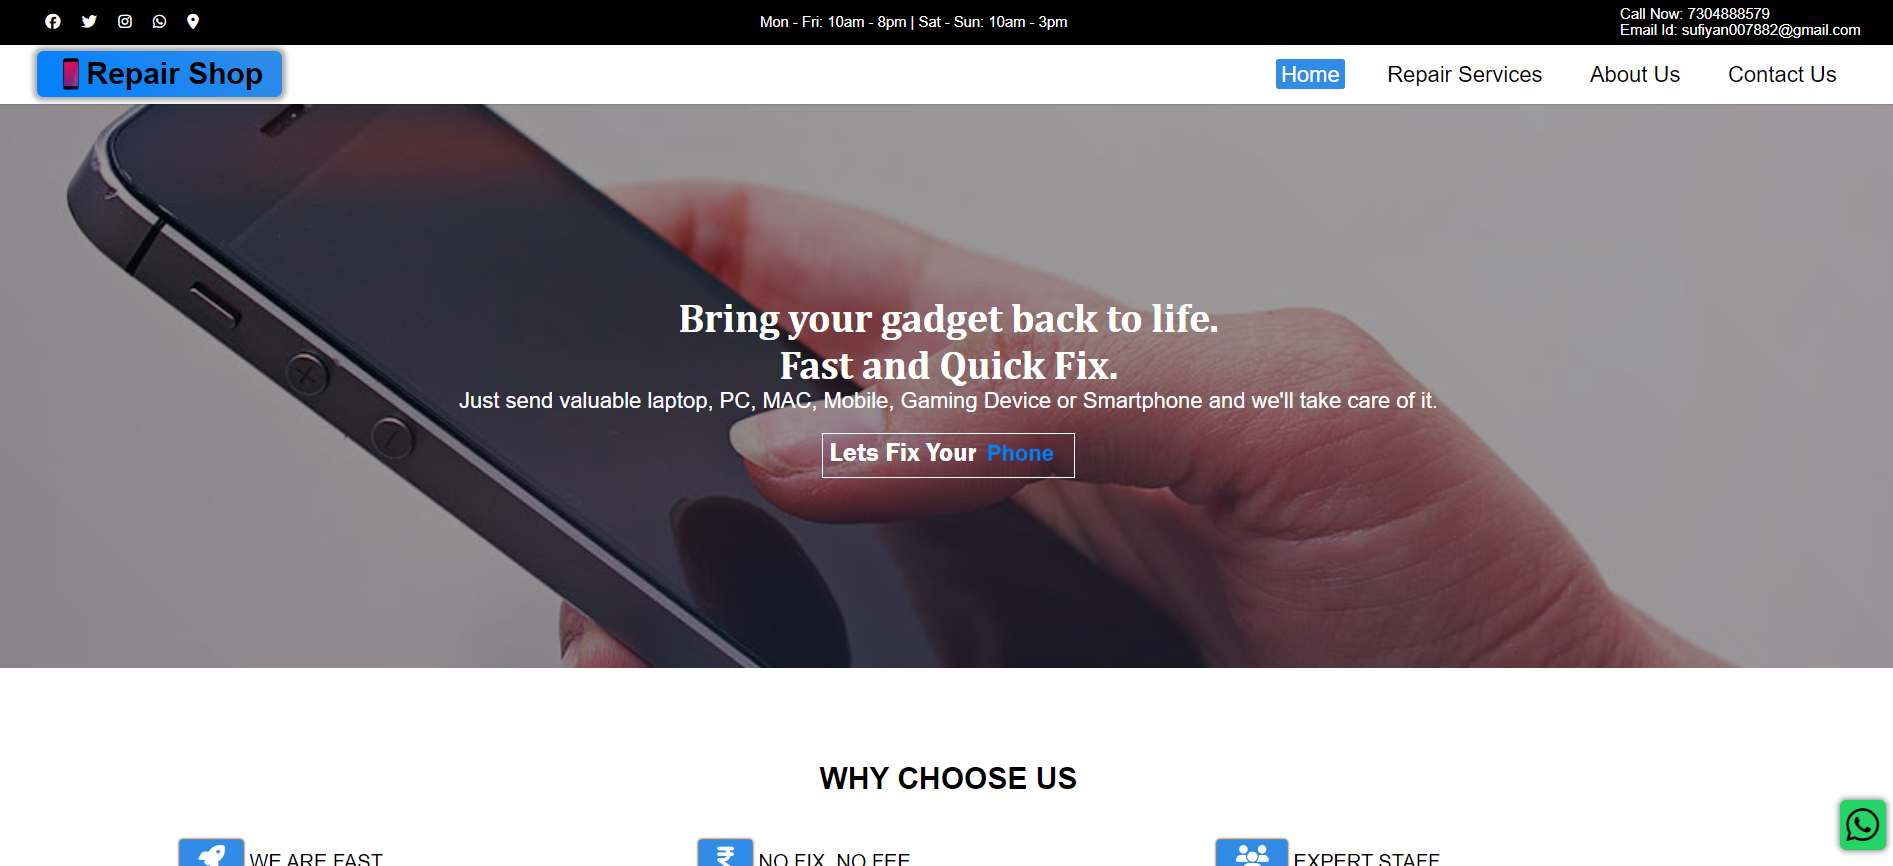 Mon - Fri: 10am - 8pm | Sat - Sun: 10am - 3pm
Call Now: 7304888579
Email Id: sufiyan007882@gmail.com
Repair Shop
Home
Repair Services
About Us
Contact Us
Bring your gadget back to life.
Fast and Quick Fix.
Just send valuable laptop, PC, MAC, Mobile, Gaming Device or Smartphone and we'll take care of it.
Lets Fix Your Phone
WHY CHOOSE US
WE ARE FAST
NO FIX, NO FEE
EXPERT STAFF